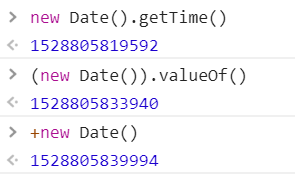 > new Date().getTime()
< 1528805819592
> (new Date()).valueOf()
< 1528805833940
> +new Date()
< 1528805839994